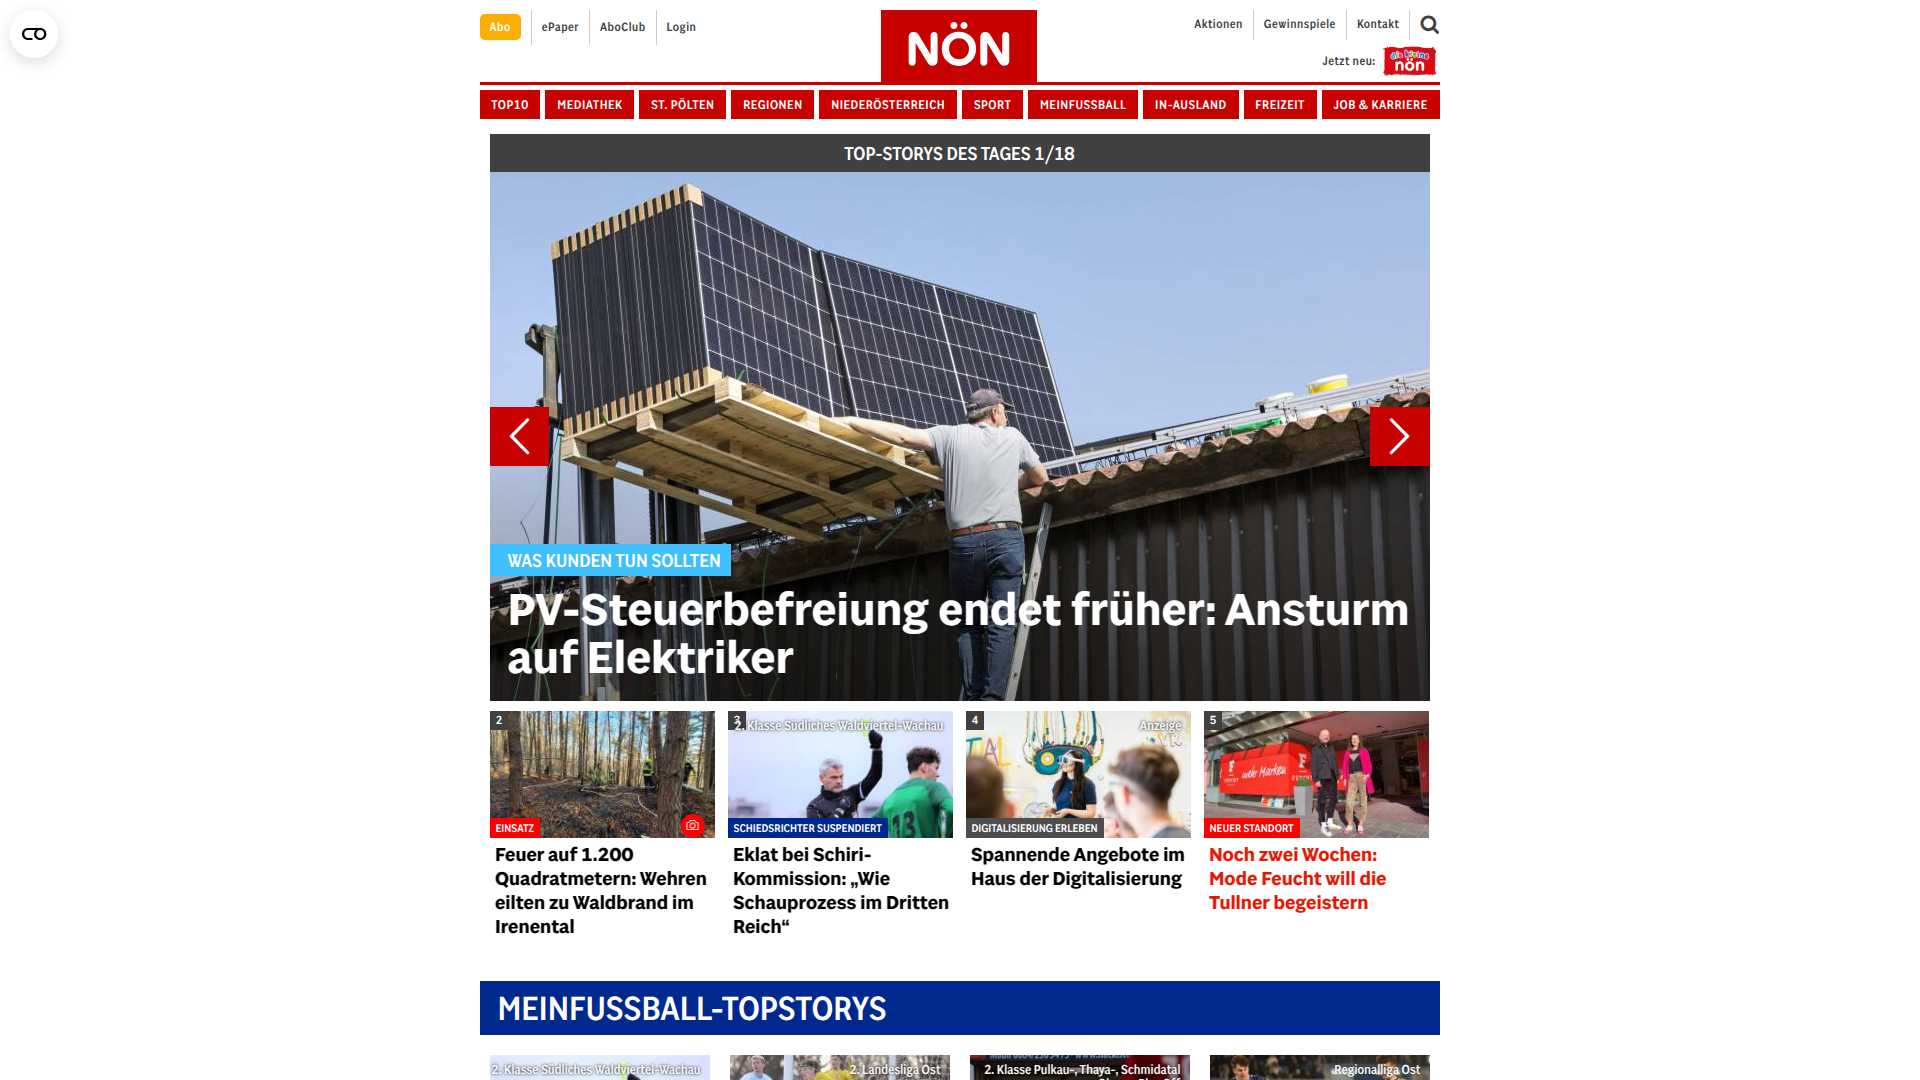 Abo
ePaper
AboClub
Login
NÖN
Aktionen
Gewinnspiele
Kontakt
Jetzt neu:
die kleine
nön
TOP10
MEDIATHEK
ST. PÖLTEN
REGIONEN
NIEDERÖSTERREICH
SPORT
MEINFUSSBALL
IN-AUSLAND
FREIZEIT
JOB & KARRIERE
TOP-STORYS DES TAGES 1/18
WAS KUNDEN TUN SOLLTEN
PV-Steuerbefreiung endet früher: Ansturm
auf Elektriker
2
EINSATZ
Feuer auf 1.200
Quadratmetern: Wehren
eilten zu Waldbrand im
Irenental
3
2. Klasse Südliches Waldviertel-Wachau
13
SCHIEDSRICHTER SUSPENDIERT
Eklat bei Schiri-
Kommission: „Wie
Schauprozess im Dritten
Reich“
4
Anzeige
DIGITALISIERUNG ERLEBEN
Spannende Angebote im
Haus der Digitalisierung
5
mehr Marken
NEUER STANDORT
Noch zwei Wochen:
Mode Feucht will die
Tullner begeistern
MEINFUSSBALL-TOPSTORYS
2. Klasse Südliches Waldviertel-Wachau
2. Landesliga Ost
2. Klasse Pulkau-, Thaya-, Schmidatal
Regionalliga Ost